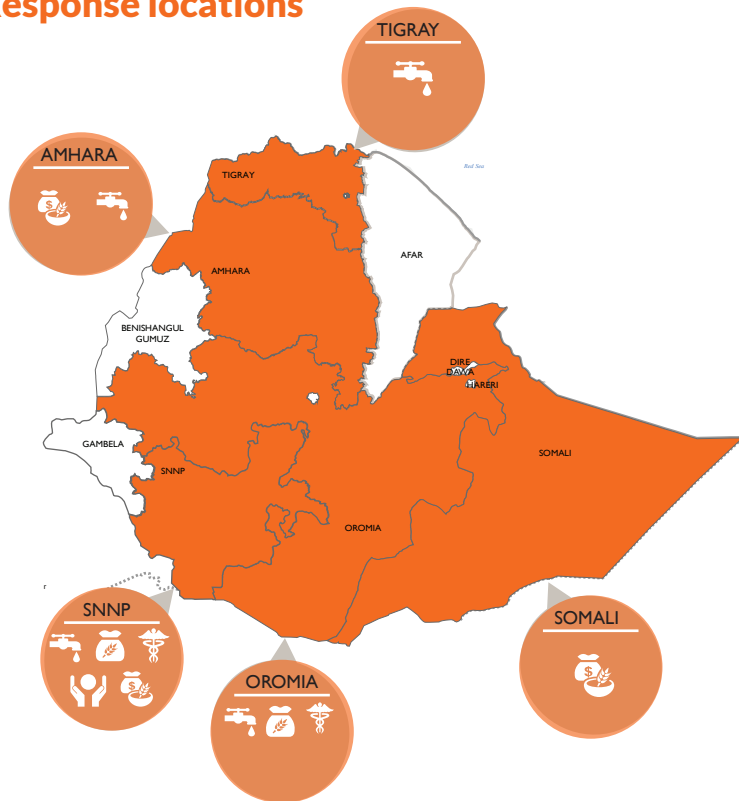 Response locations
TIGRAY
AMHARA
Red Sea
TIGRAY
AFAR
AMHARA
BENISHANGUL
GUMUZ
DIRE
DAWA
HARERI
GAMBELA
SNNP
SOMALI
OROMIA
r
SNNP
SOMALI
OROMIA
$
$
$